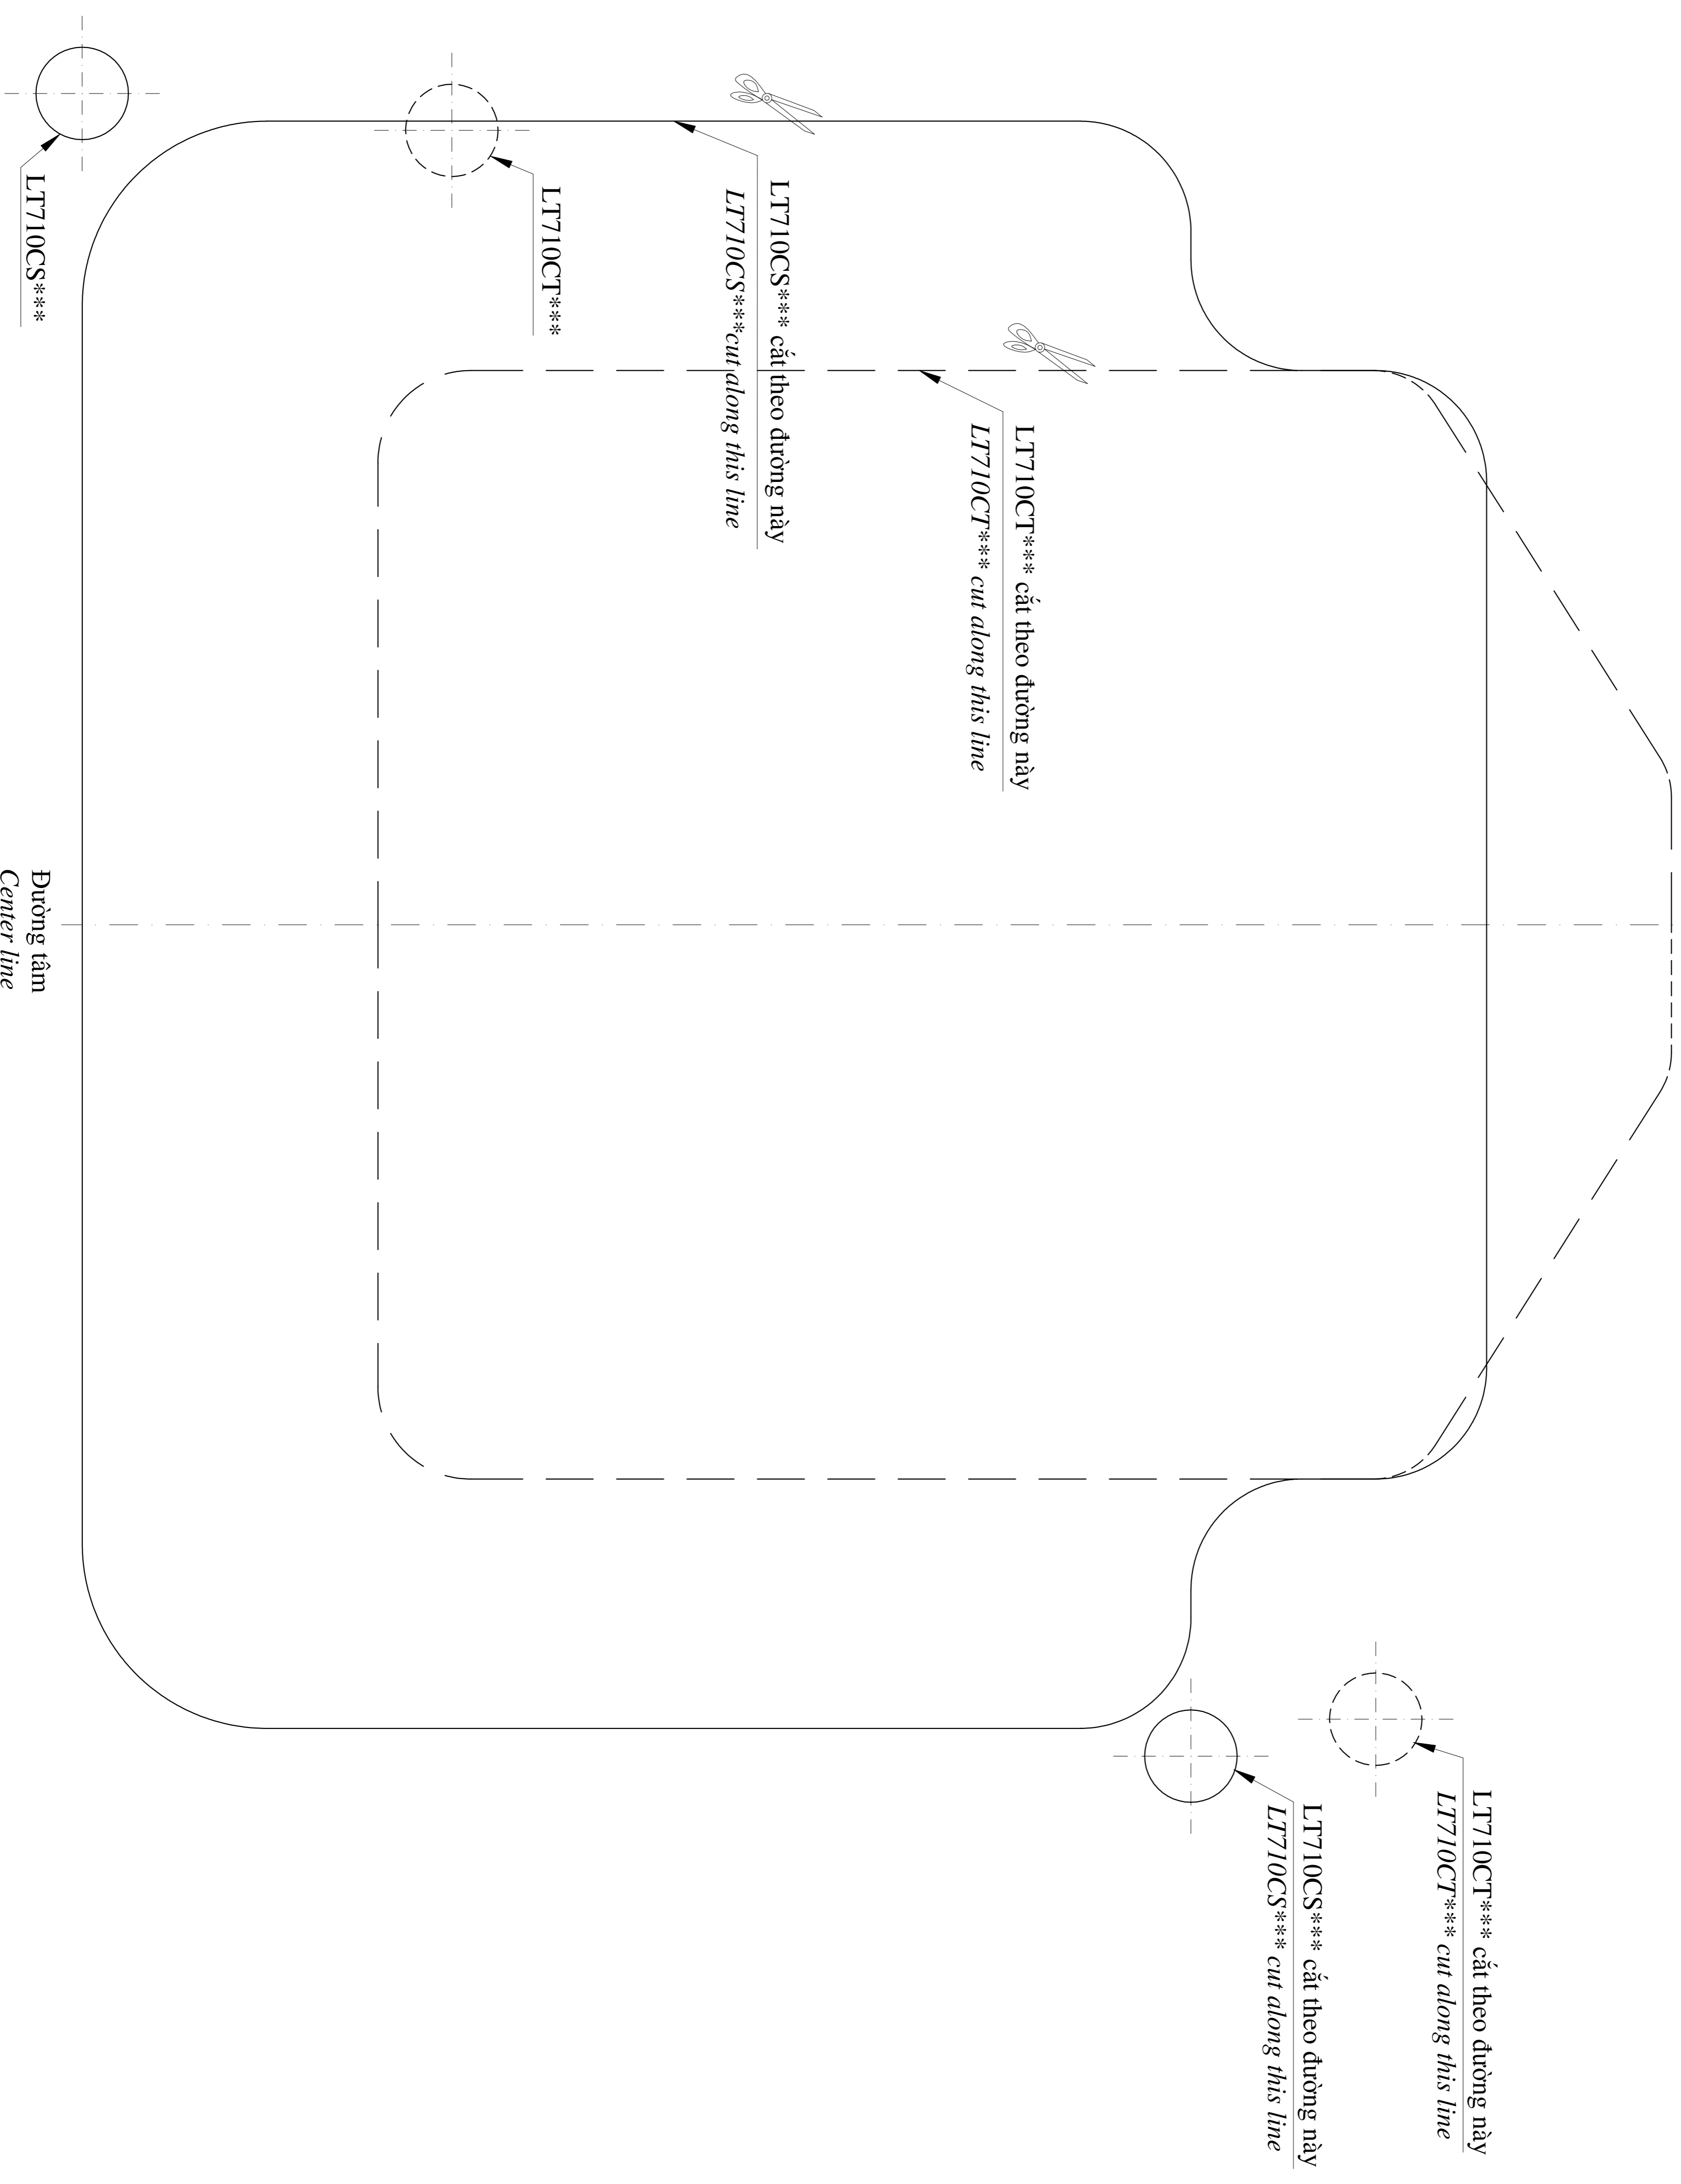 LT710CT*** cắt theo đường này
LT710CT*** cut along this line
LT710CS*** cắt theo đường này
LT710CS*** cut along this line
LT710CT*** cắt theo đường này
LT710CT*** cut along this line
LT710CS*** cắt theo đường này
LT710CS***cut along this line
LT710CT***
LT710CS***
Đường tâm
Center line